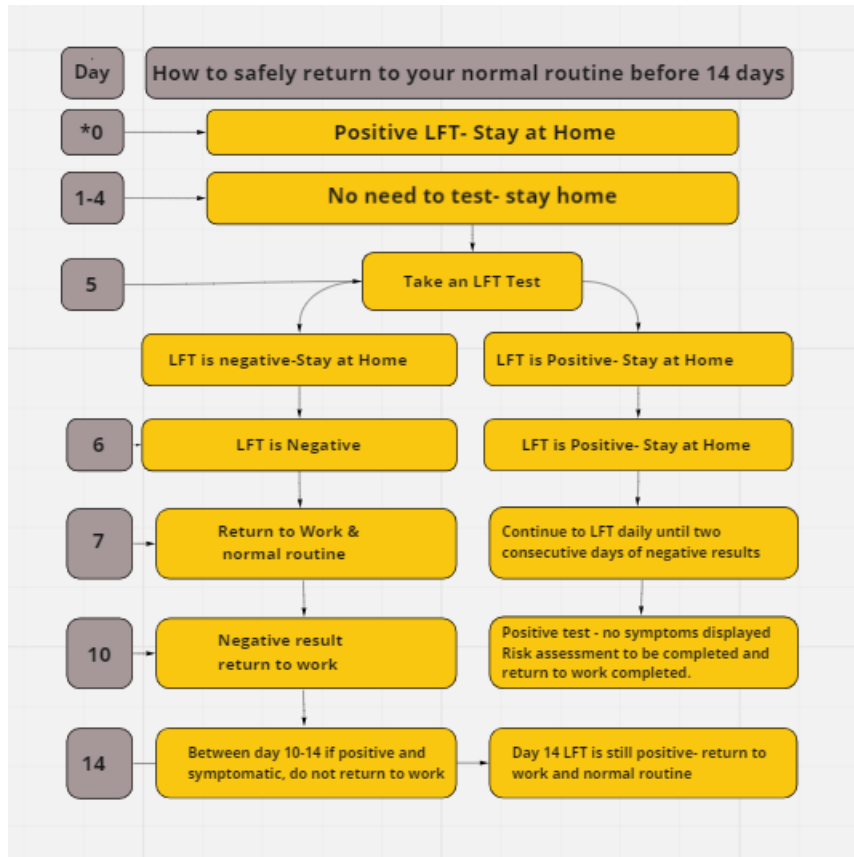 Day
How to safely return to your normal routine before 14 days
*0
Positive LFT- Stay at Home
1-4
No need to test- stay home
5
Take an LFT Test
LFT is negative-Stay at Home
LFT is Positive- Stay at Home
6
LFT is Negative
LFT is Positive- Stay at Home
7
Return to Work &
normal routine
Continue to LFT daily until two
consecutive days of negative results
10
Negative result
return to work
Positive test - no symptoms displayed
Risk assessment to be completed and
return to work completed.
14
Between day 10-14 if positive and
symptomatic, do not return to work
Day 14 LFT is still positive- return to
work and normal routine